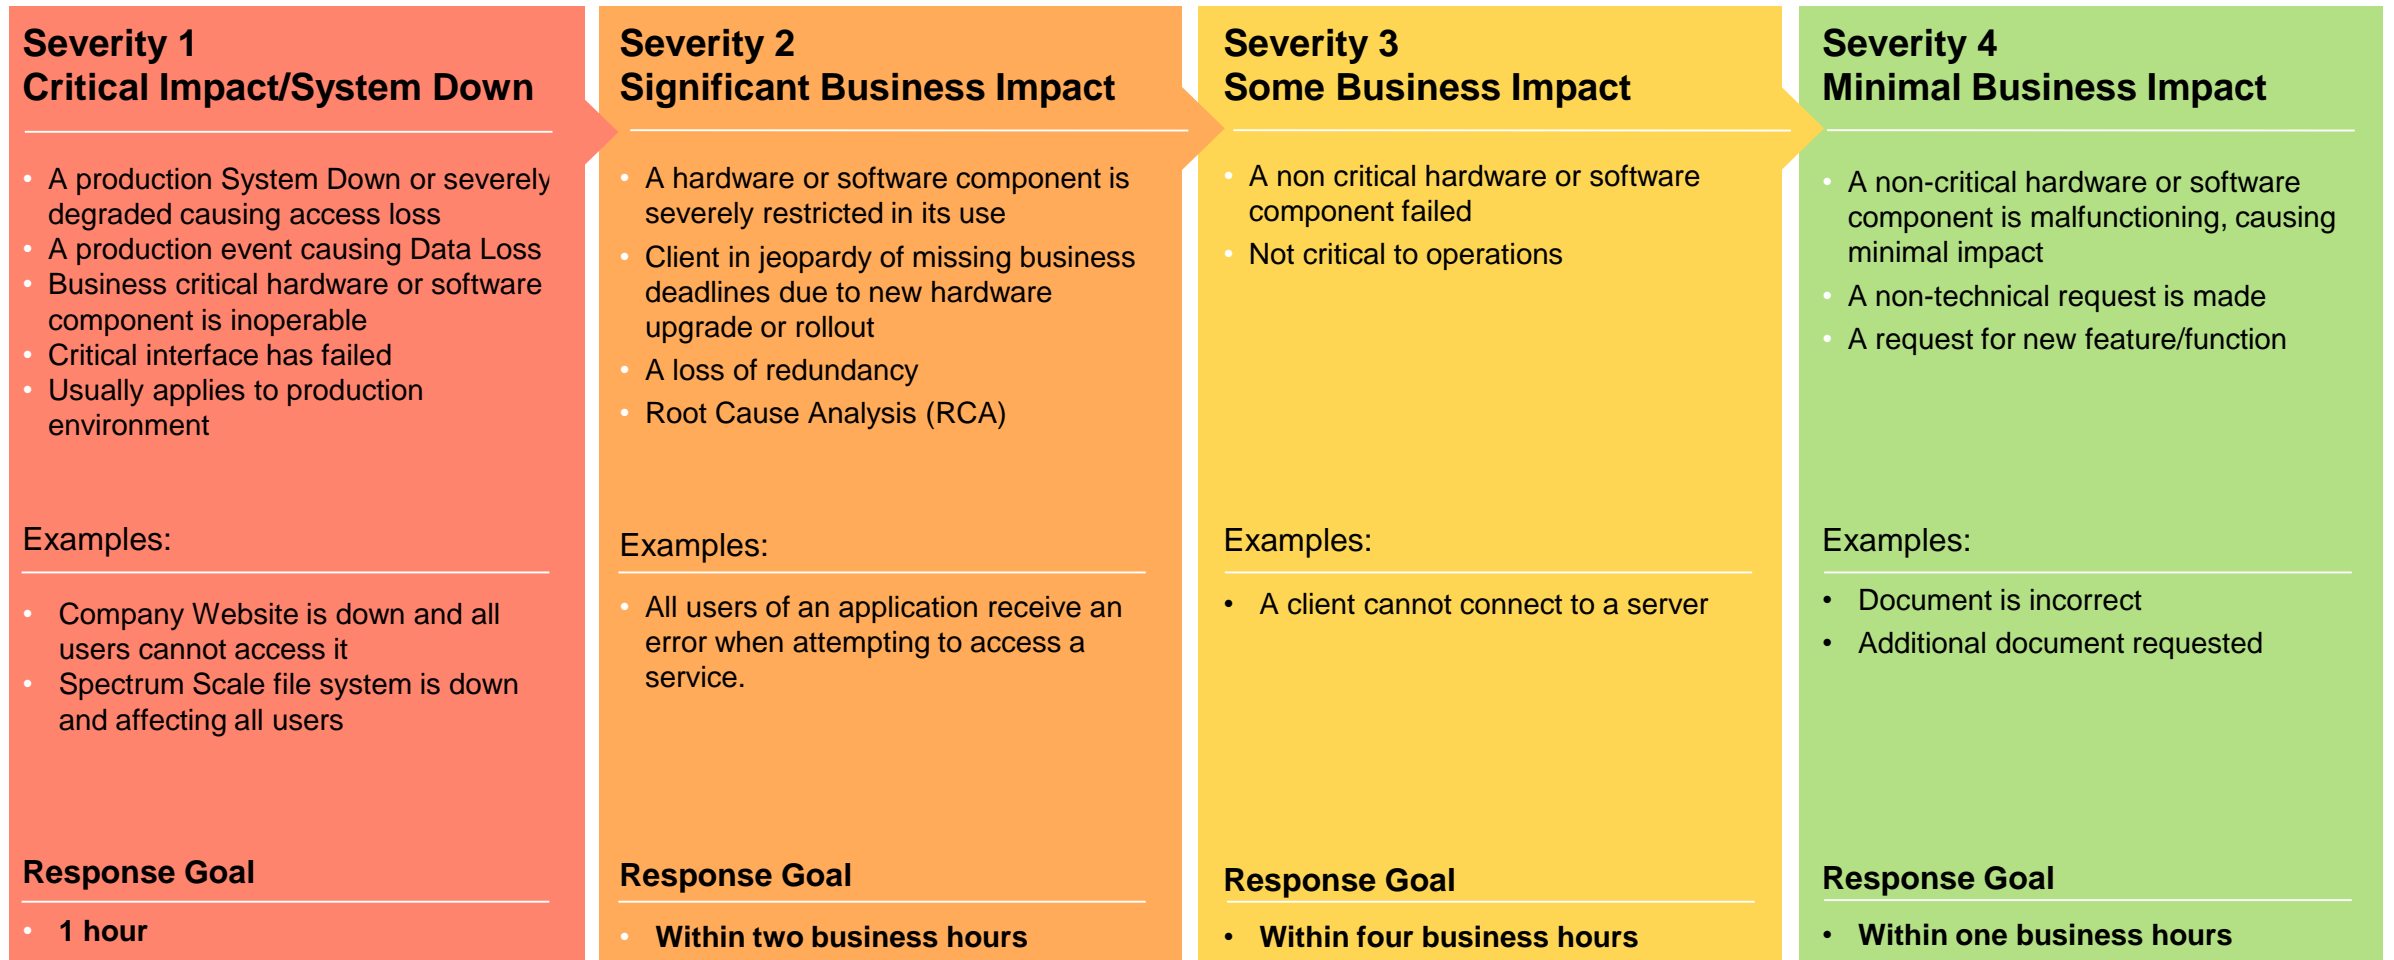 Severity 1
Critical Impact/System Down
• A production System Down or severely
degraded causing access loss
• A production event causing Data Loss
• Business critical hardware or software
component is inoperable
• Critical interface has failed
• Usually applies to production
environment
Examples:
• Company Website is down and all
users cannot access it
• Spectrum Scale file system is down
and affecting all users
Response Goal
• 1 hour
Severity 2
Significant Business Impact
• A hardware or software component is
severely restricted in its use
• Client in jeopardy of missing business
deadlines due to new hardware
upgrade or rollout
• A loss of redundancy
• Root Cause Analysis (RCA)
Examples:
• All users of an application receive an
error when attempting to access a
service.
Response Goal
• Within two business hours
Severity 3
Some Business Impact
• A non critical hardware or software
component failed
• Not critical to operations
Examples:
• A client cannot connect to a server
Response Goal
• Within four business hours
Severity 4
Minimal Business Impact
• A non-critical hardware or software
component is malfunctioning, causing
minimal impact
• A non-technical request is made
• A request for new feature/function
Examples:
• Document is incorrect
• Additional document requested
Response Goal
• Within one business hours